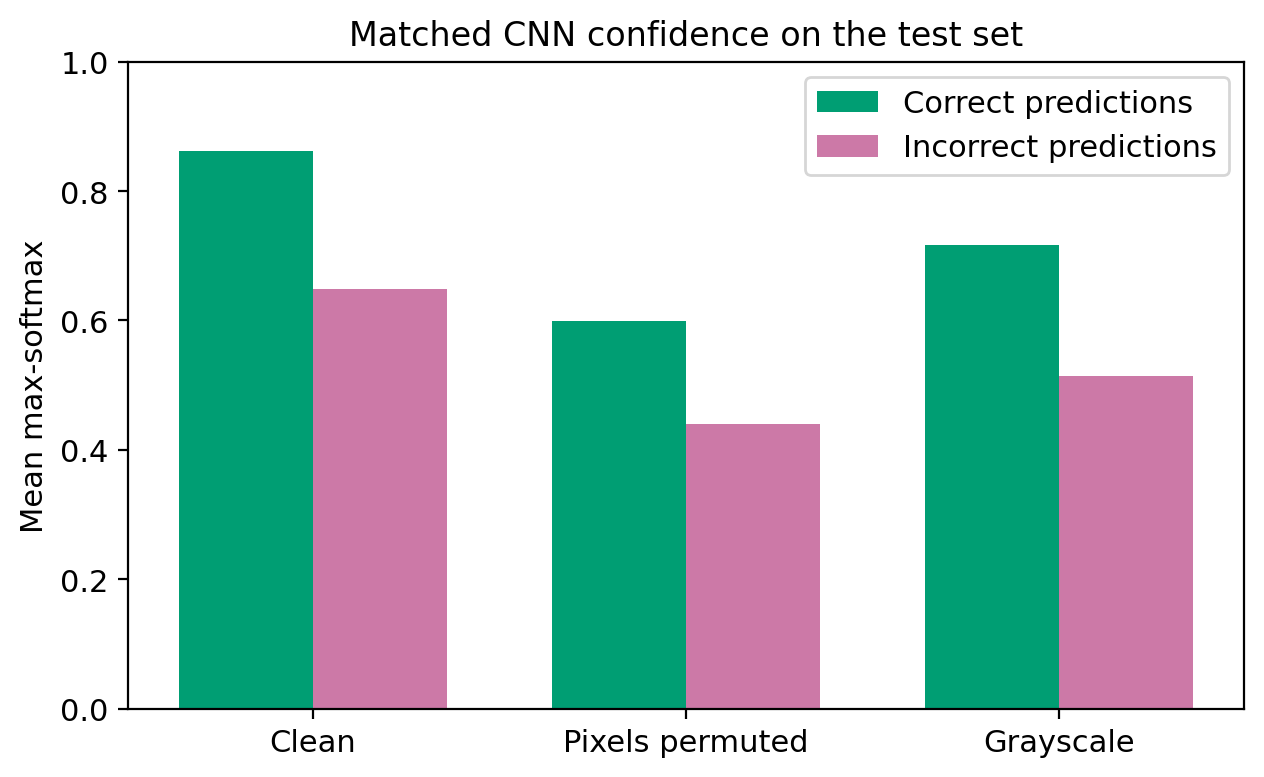 Matched CNN confidence on the test set
Correct predictions
Incorrect predictions
Mean max-softmax
1.0
0.8
0.6
0.4
0.2
0.0
Clean
Pixels permuted
Grayscale